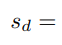 s_d =